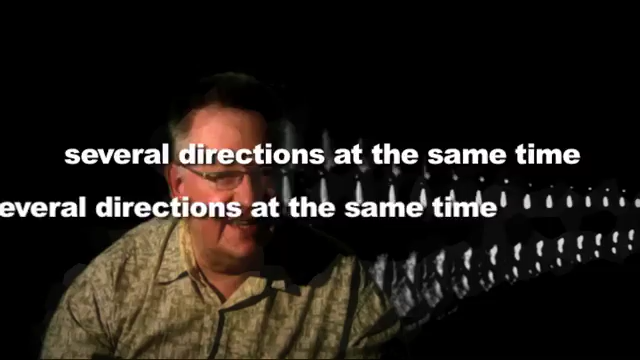 several directions at the same time
everal directions at the same time